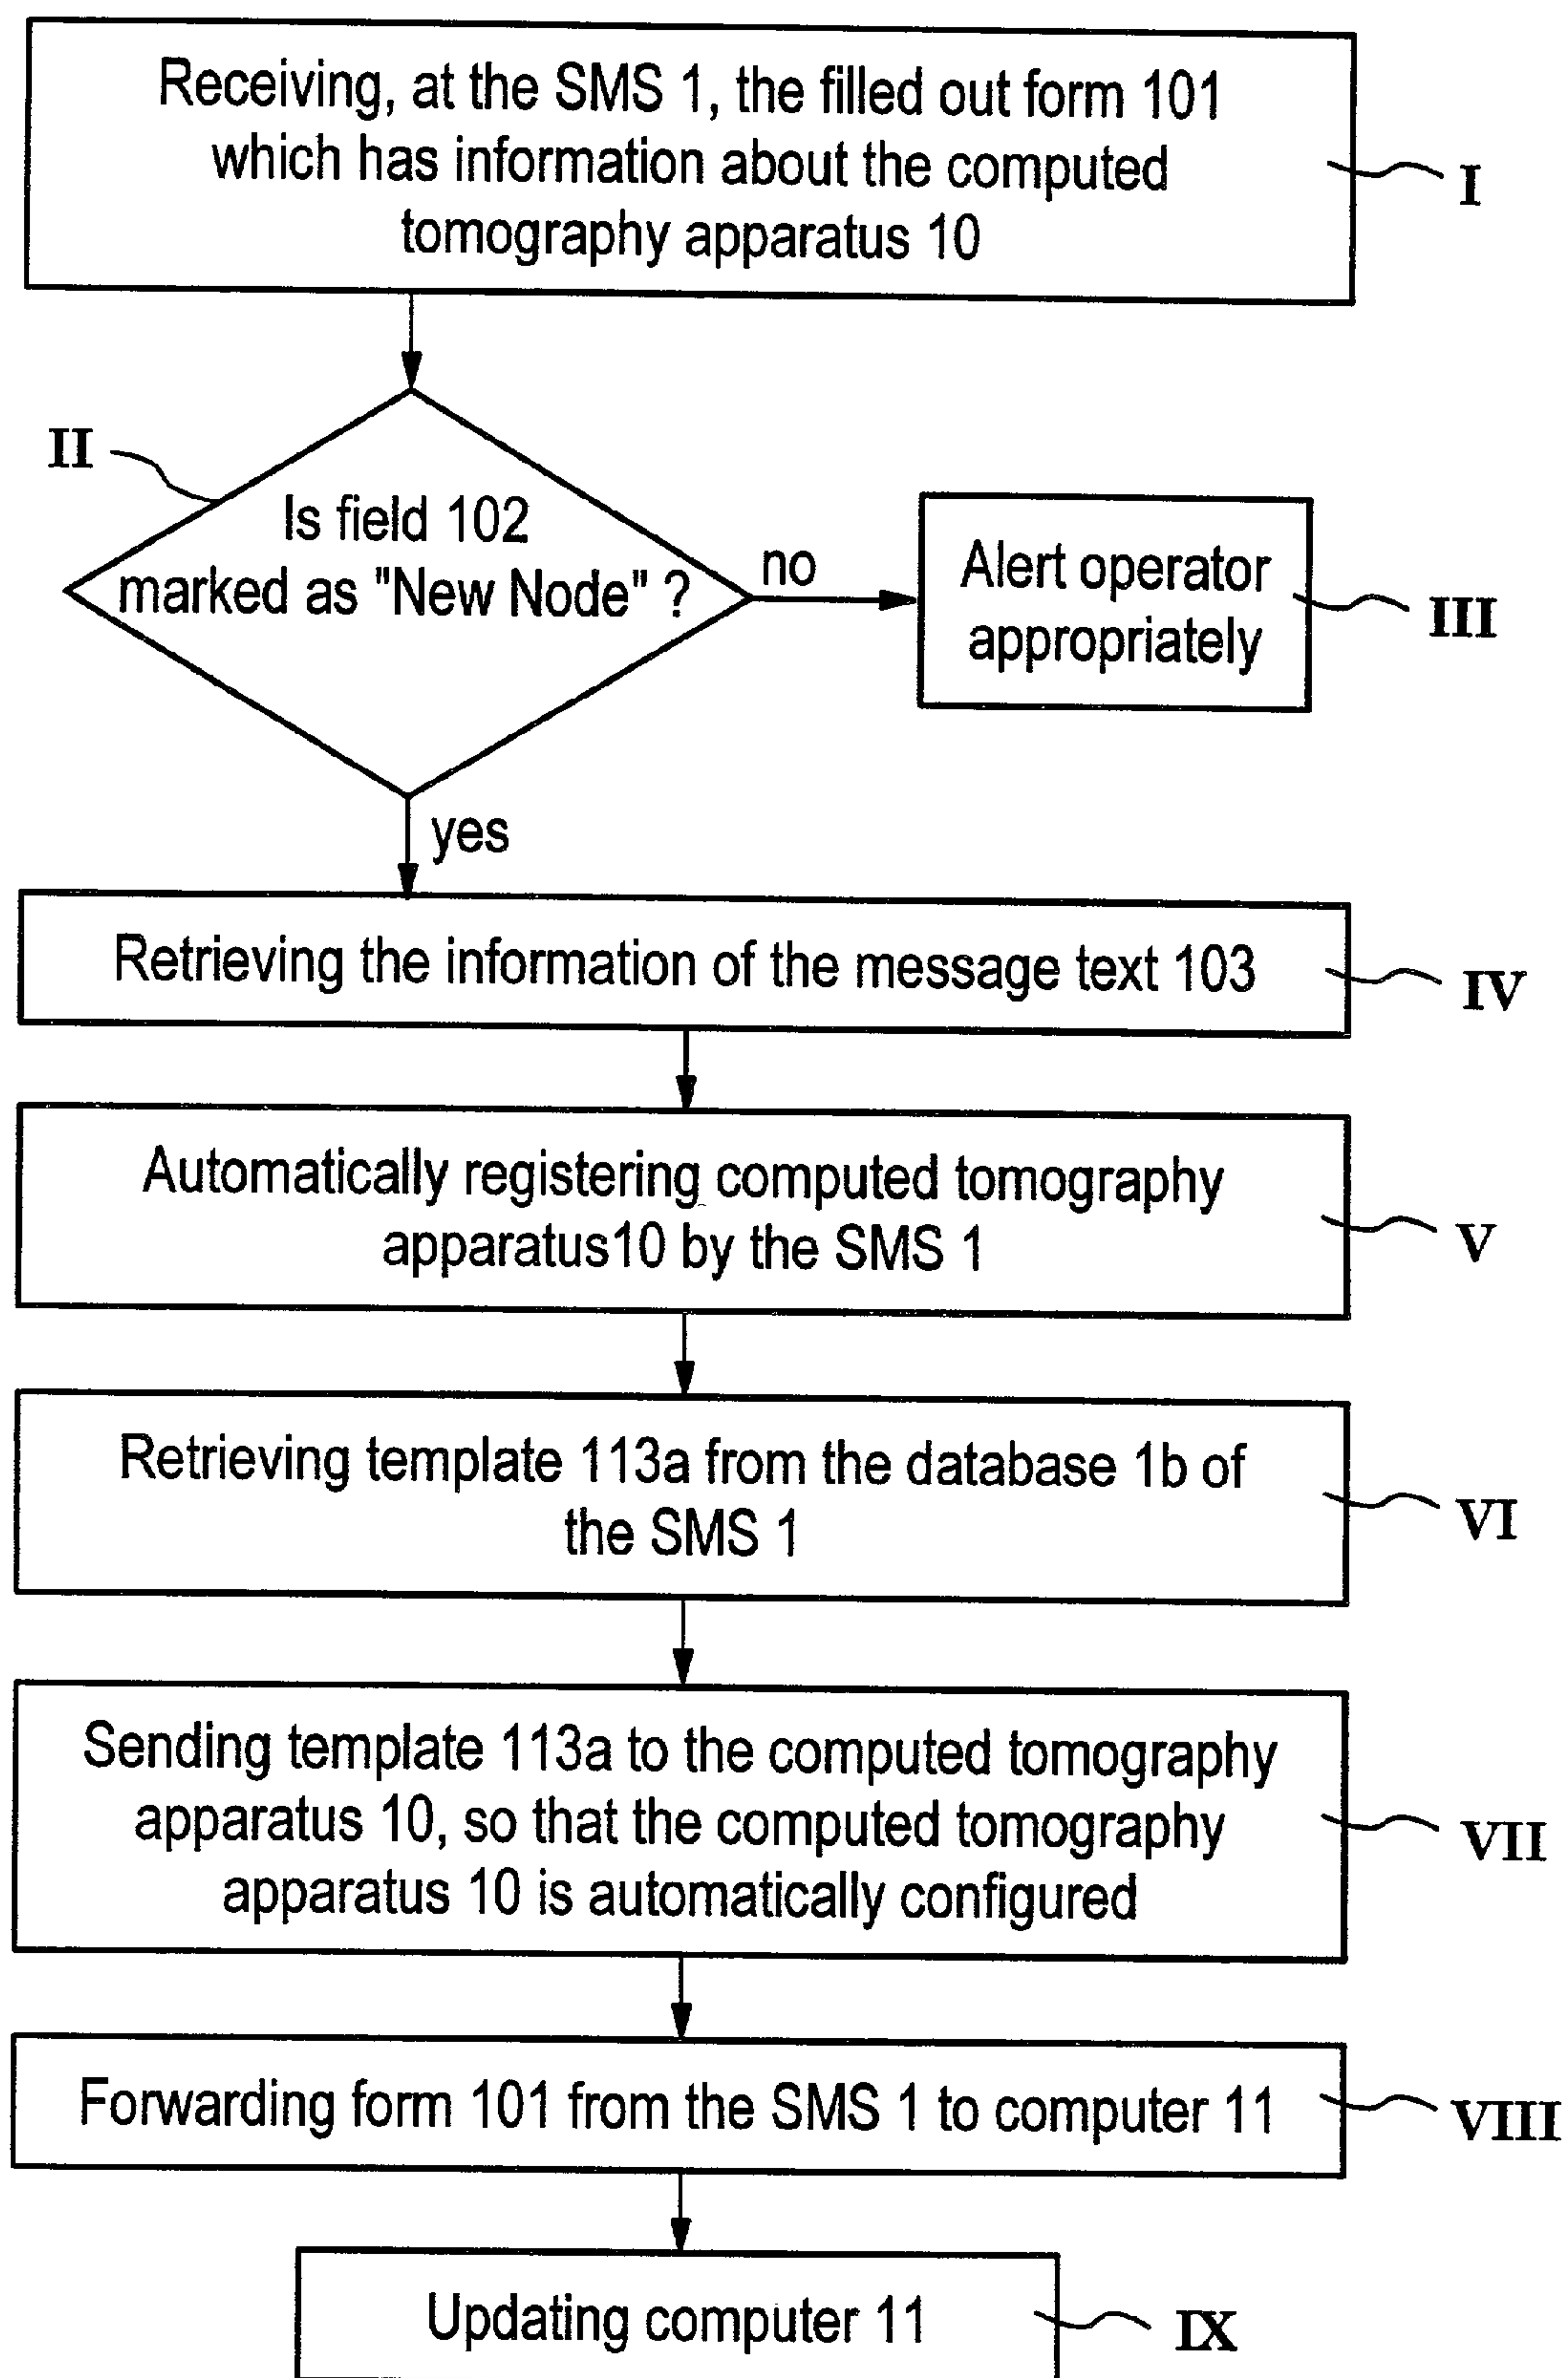 Receiving, at the SMS 1, the filled out form 101
which has information about the computed
tomography apparatus 10
I
II
Is field 102
marked as "New Node" ?
no
Alert operator
appropriately
III
yes
Retrieving the information of the message text 103
IV
Automatically registering computed tomography
apparatus10 by the SMS 1
V
Retrieving template 113a from the database 1b of
the SMS 1
VI
Sending template 113a to the computed tomography
apparatus 10, so that the computed tomography
apparatus 10 is automatically configured
VII
Forwarding form 101 from the SMS 1 to computer 11
VIII
Updating computer 11
IX